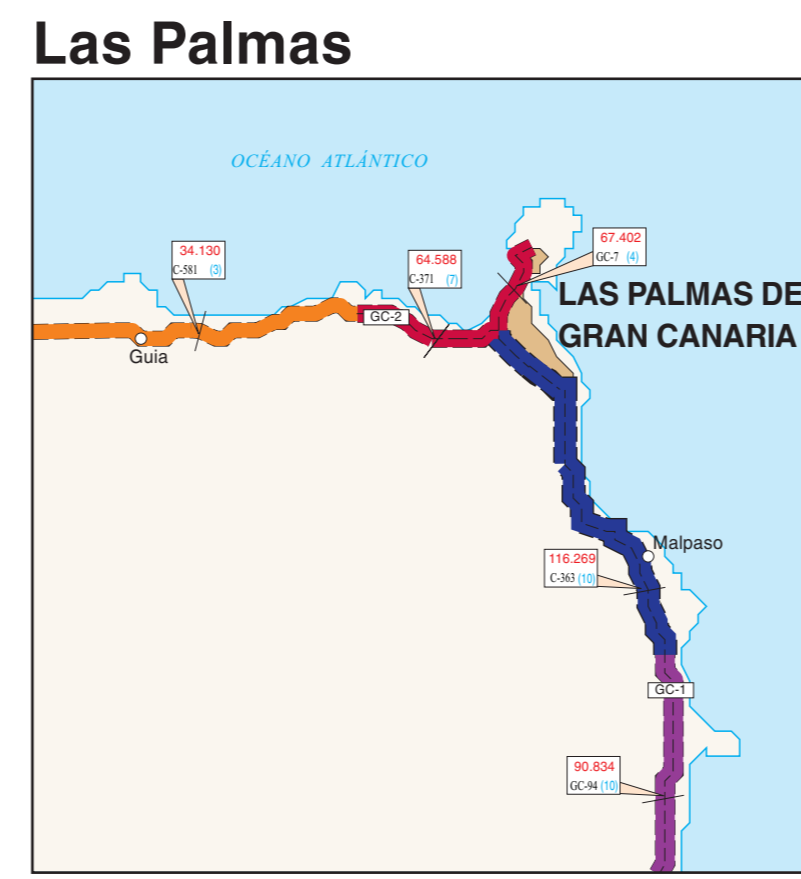 Las Palmas
OCÉANO ATLÁNTICO
34.130
C-581 (3)
64.588
C-371 (7)
67.402
GC-7 (4)
LAS PALMAS DE
GRAN CANARIA
GC-2
Guia
Malpaso
116.269
C-363 (10)
GC-1
90.834
GC-94 (10)